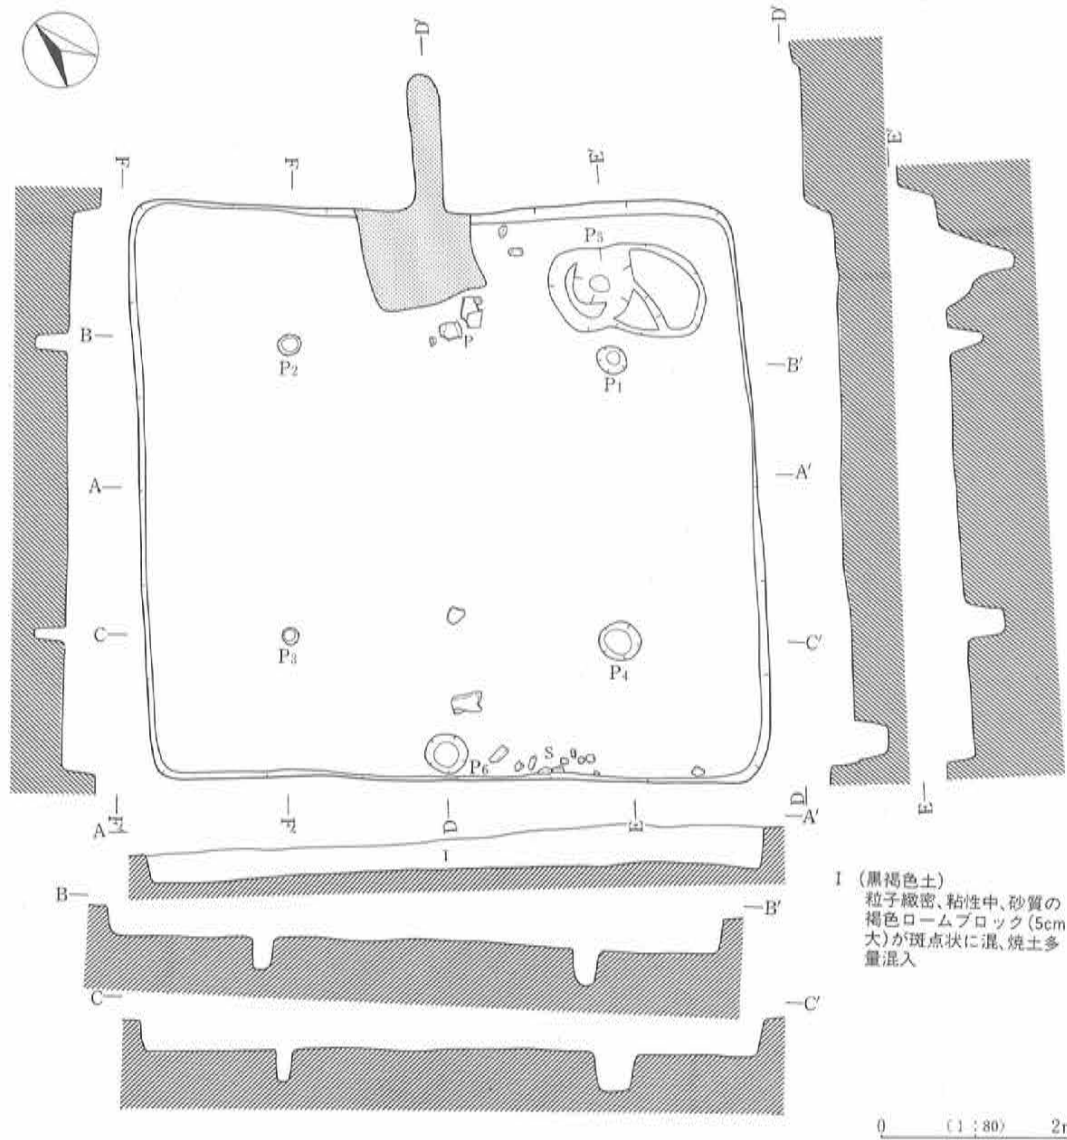 D′
D′
F
F
E′
E′
P5
B
P
P2
P1
B′
A
A′
C
P3
P4
C′
P6
S
A
F′
F′
D
E
D
A′
E
I
B
B′
C
C′
I (黒褐色土)
粒子緻密、粘性中、砂質の
褐色ロームブロック(5cm
大)が斑点状に混、焼土多
量混入
0 (1:80) 2m